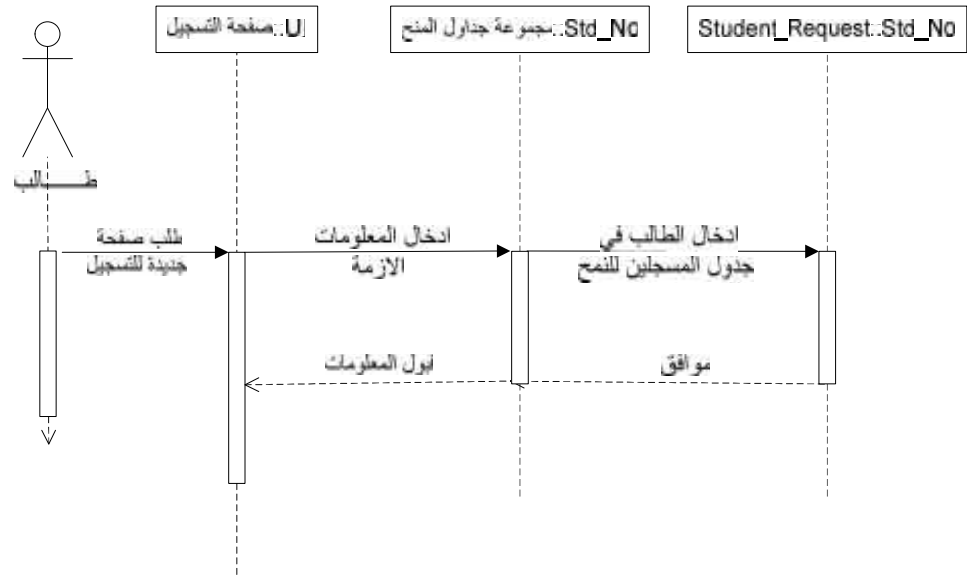 صفحة التسجيل::UI
مجموعة جداول المنح::Std_No
Student_Request::Std_No
طـــــالب
طلب صفحة
جديدة للتسجيل
ادخال المعلومات
الازمة
ادخال الطالب في
جدول المسجلين للنمح
قبول المعلومات
موافق